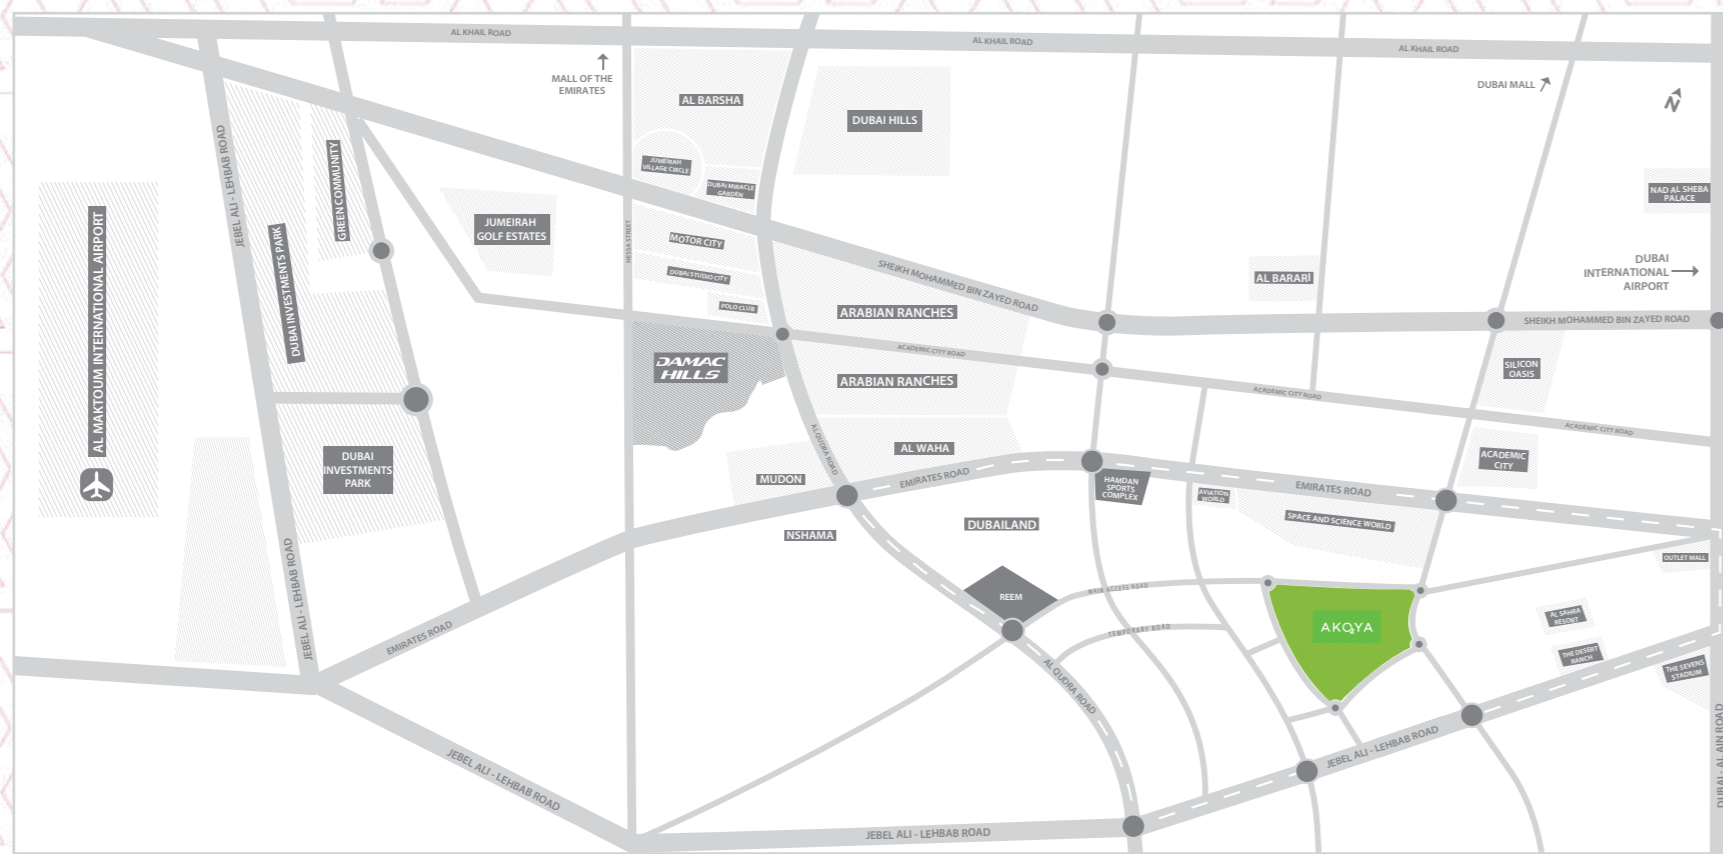 AL KHAIL ROAD
AL KHAIL ROAD
AL KHAIL ROAD
MALL OF THE
EMIRATES
DUBAI MALL
N
AL BARSHA
DUBAI HILLS
JUMEIRAH
VILLAGE CIRCLE
DUBAI MIRACLE
GARDEN
NAD AL SHEBA
PALACE
JEBEL ALI - LEHBAB ROAD
GREEN COMMUNITY
DUBAI INVESTMENTS PARK
AL MAKTOUM INTERNATIONAL AIRPORT
JUMEIRAH
GOLF ESTATES
HESSA STREET
MOTOR CITY
DUBAI STUDIO CITY
POLO CLUB
SHEIKH MOHAMMED BIN ZAYED ROAD
AL BARARI
DUBAI
INTERNATIONAL
AIRPORT
ARABIAN RANCHES
SHEIKH MOHAMMED BIN ZAYED ROAD
ACADEMIC CITY ROAD
DAMAC
HILLS
ARABIAN RANCHES
SILICON
OASIS
ACADEMIC CITY ROAD
ACADEMIC CITY ROAD
AL QUDRA ROAD
AL WAHA
DUBAI
INVESTMENTS
PARK
MUDON
EMIRATES ROAD
HAMDAN
SPORTS
COMPLEX
ACADEMIC
CITY
EMIRATES ROAD
AVIATION
WORLD
SPACE AND SCIENCE WORLD
DUBAILAND
NSHAMA
OUTLET MALL
JEBEL ALI - LEHBAB ROAD
REEM
MAIN ACCESS ROAD
TEMPORARY ROAD
AKO2YA
AL SAHRA
RESORT
THE DESERT
RANCH
THE SEVENS
STADIUM
EMIRATES ROAD
AL QUDRA ROAD
JEBEL ALI - LEHBAB ROAD
JEBEL ALI - LEHBAB ROAD
JEBEL ALI - LEHBAB ROAD
DUBAI - AL AIN ROAD